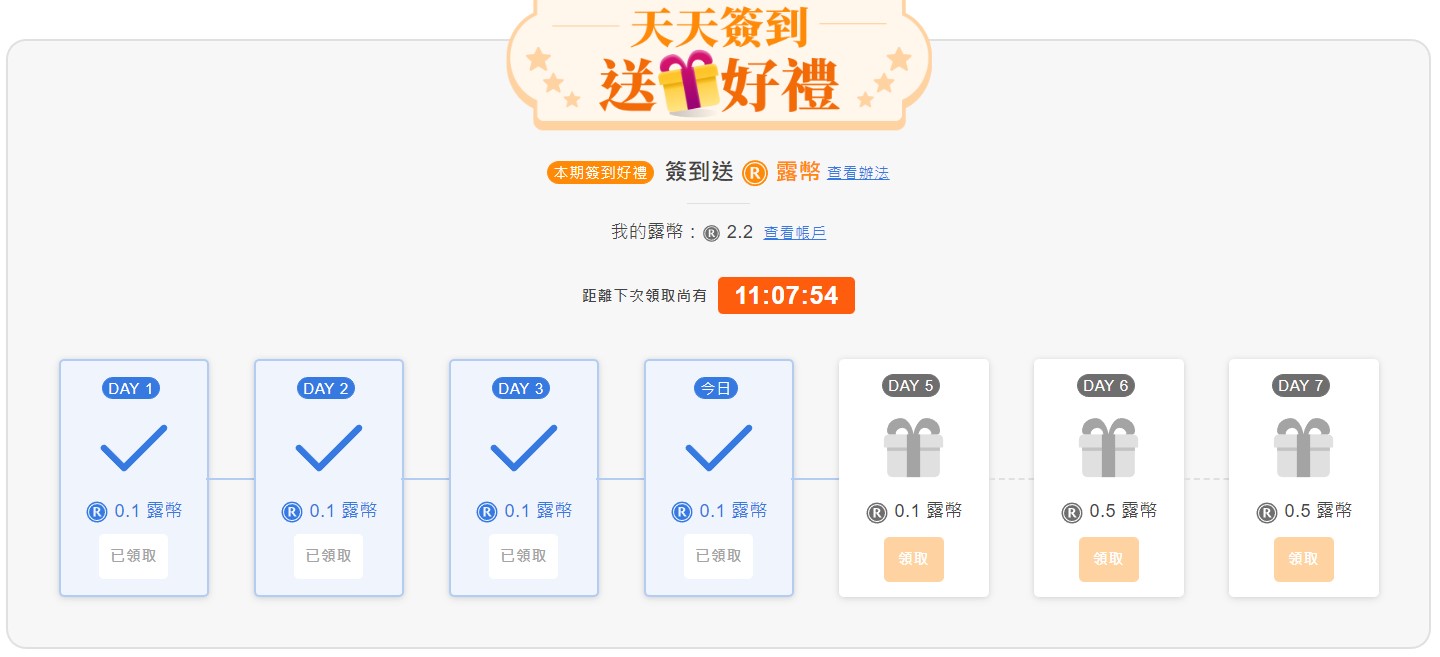 天天簽到
送好禮
本期簽到好禮 簽到送 R 露幣 查看辦法
我的露幣：R 2.2 查看帳戶
距離下次領取尚有 11:07:54
DAY 1
R 0.1 露幣
已領取
DAY 2
R 0.1 露幣
已領取
DAY 3
R 0.1 露幣
已領取
今日
R 0.1 露幣
已領取
DAY 5
R 0.1 露幣
領取
DAY 6
R 0.5 露幣
領取
DAY 7
R 0.5 露幣
領取